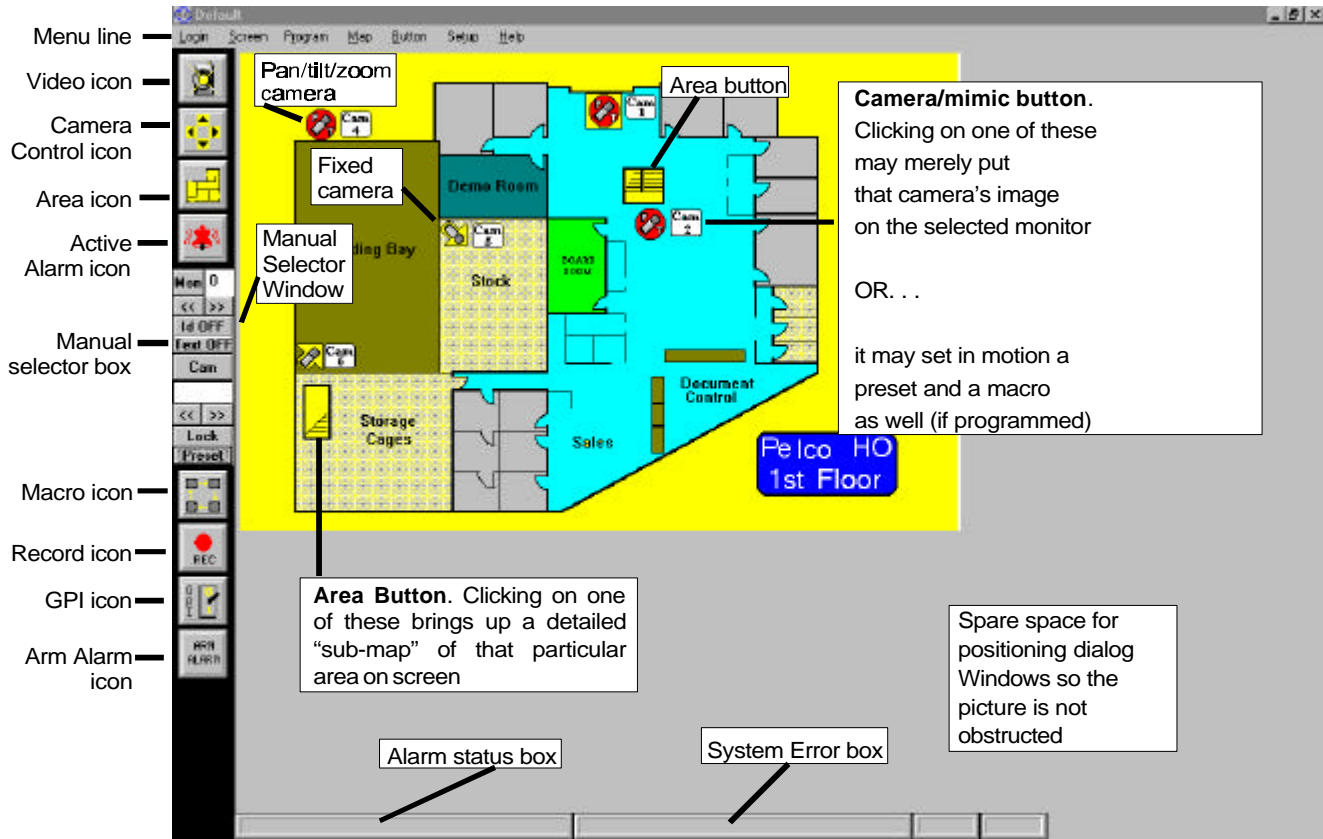 Default
Login Screen Program Map Button Setup Help
Menu line
Video icon
Camera
Control icon
Area icon
Active
Alarm icon
Manual
selector box
Macro icon
Record icon
GPI icon
Arm Alarm
icon
Mon 0
<< >>
Id OFF
Text OFF
Cam
<< >>
Lock
Preset
REC
GPI
ARM
ALARM
Pan/tilt/zoom
camera
Cam
4
Fixed
camera
Manual
Selector
Window
Demo Room
Cam
5
ding Bay
Stock
BOARD
ROOM
Cam
6
Storage
Cages
Sales
Document
Control
Area button
Cam
Cam
2
Pelco HO
1st Floor
Camera/mimic button.
Clicking on one of these
may merely put
that camera's image
on the selected monitor
OR. . .
it may set in motion a
preset and a macro
as well (if programmed)
Area Button. Clicking on one
of these brings up a detailed
“sub-map” of that particular
area on screen
Spare space for
positioning dialog
Windows so the
picture is not
obstructed
Alarm status box
System Error box